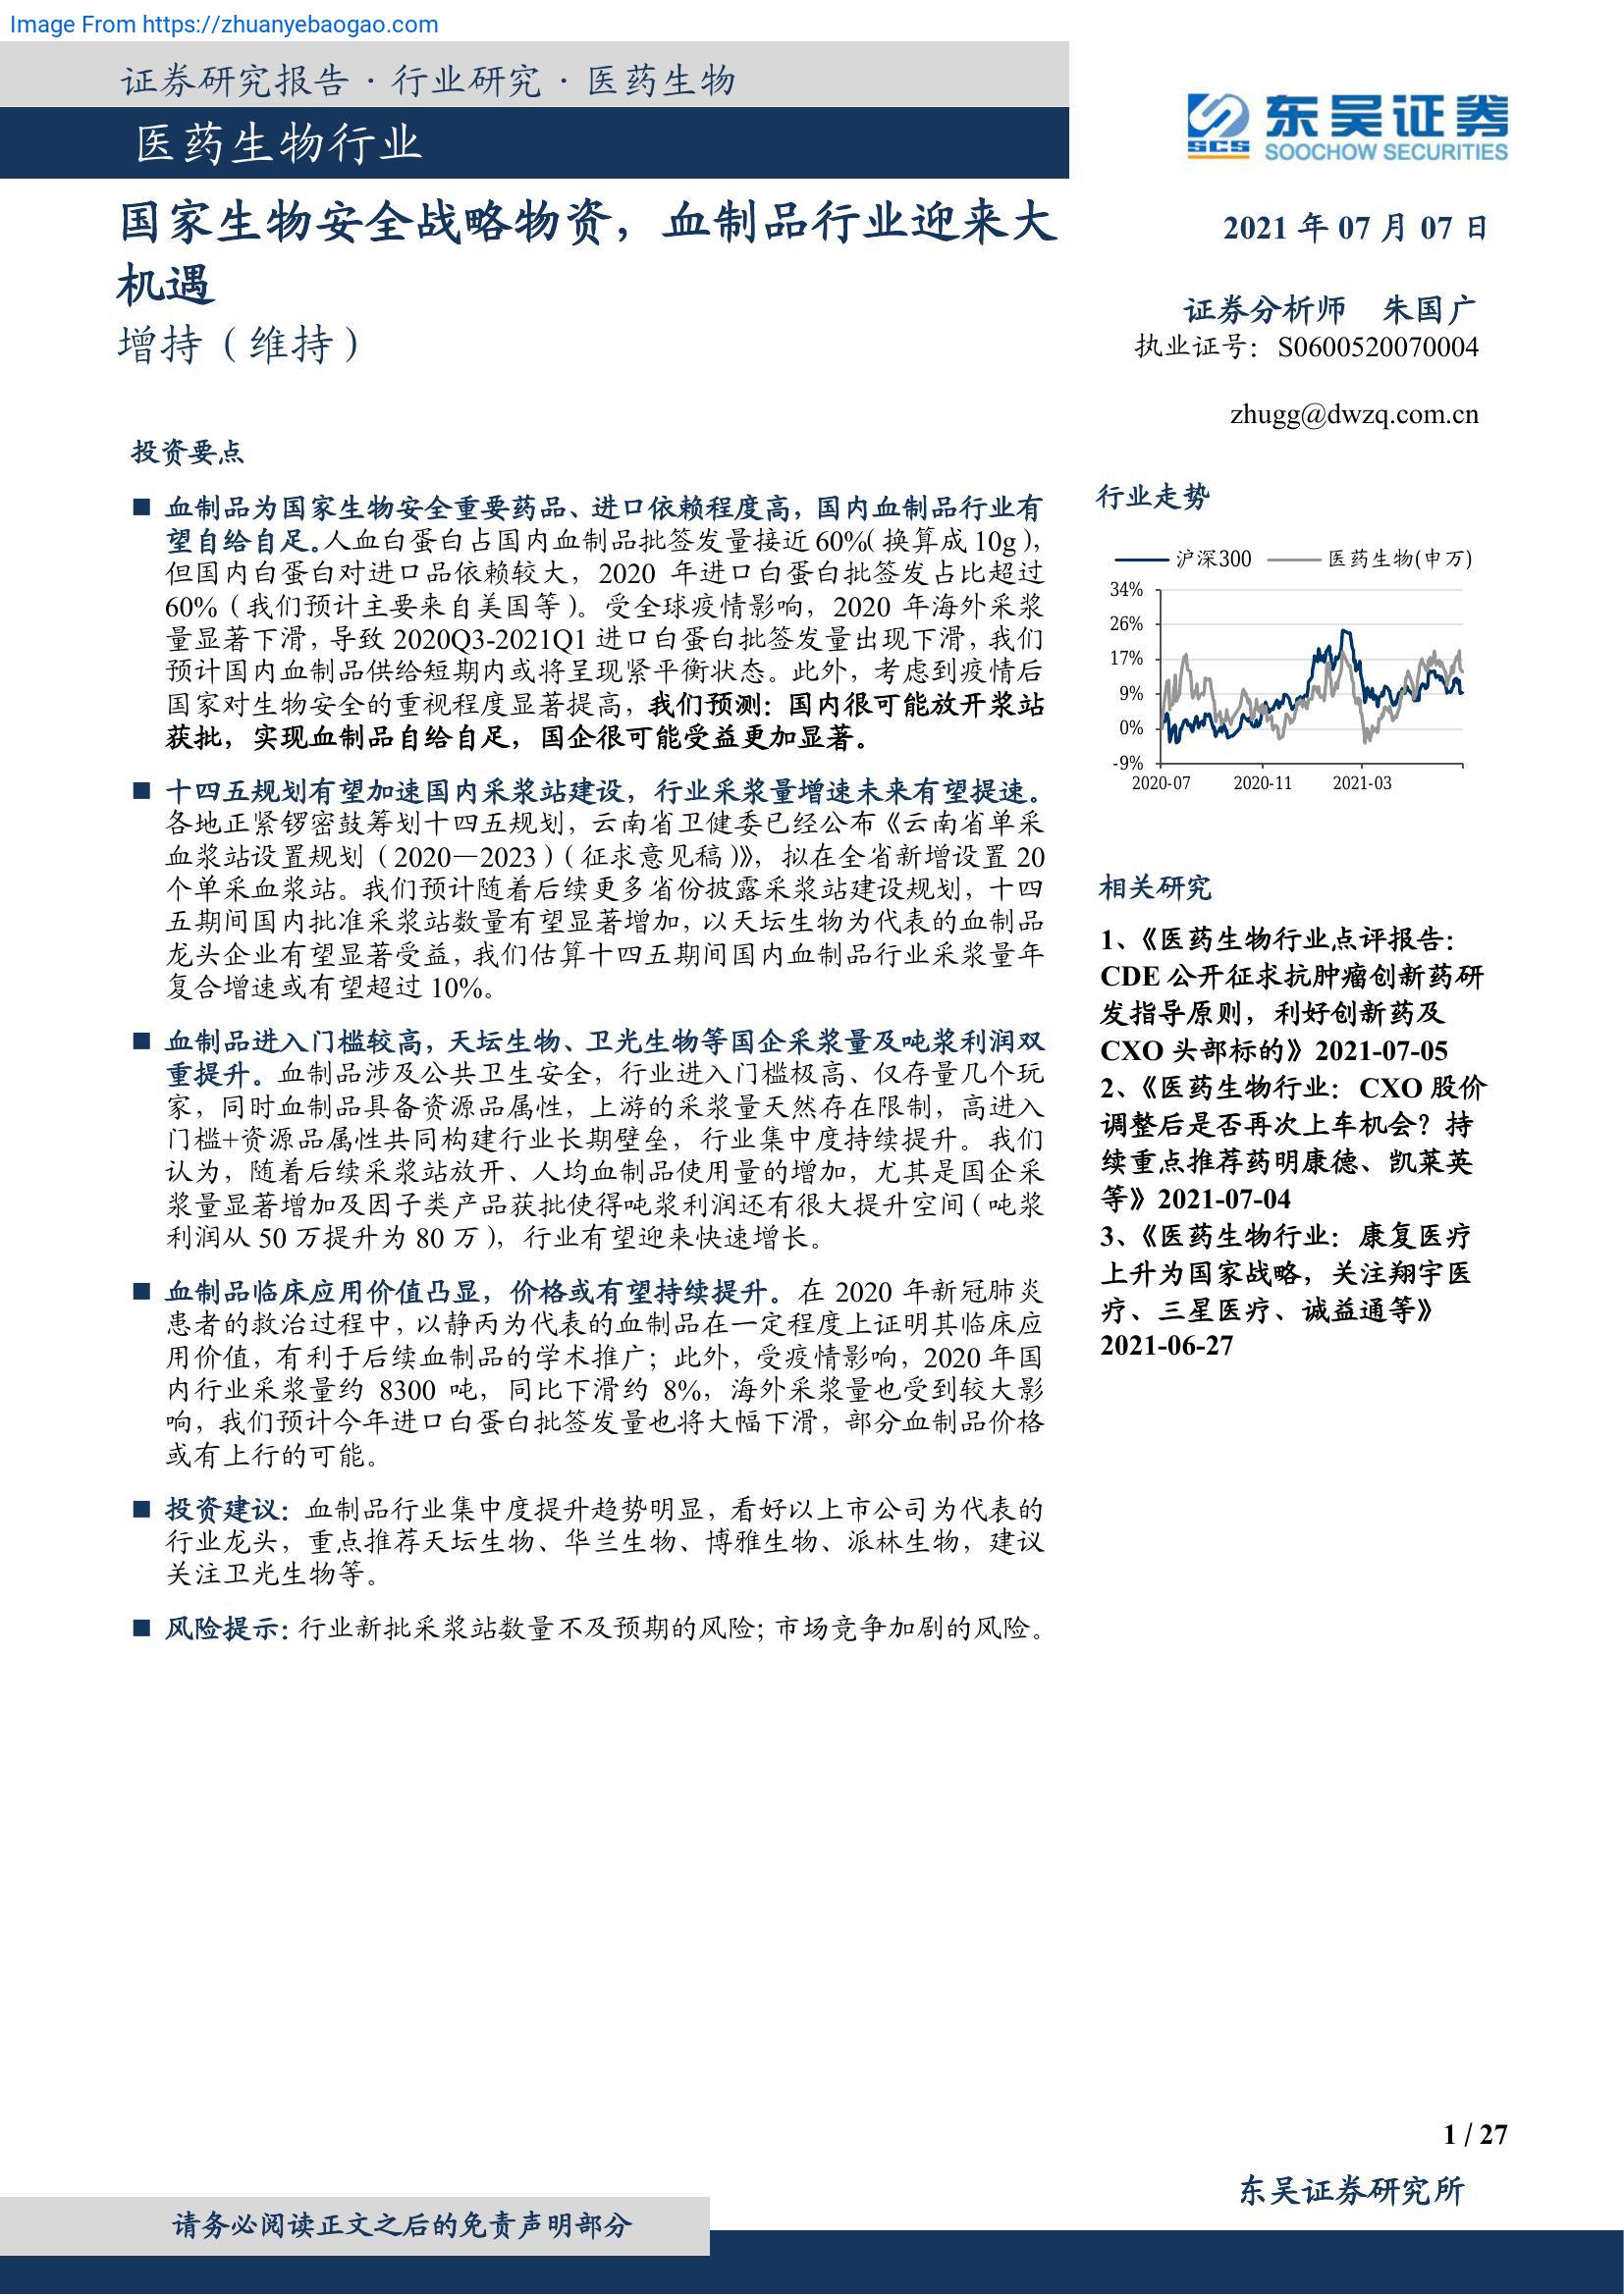 Image From https://zhuanyebaogao.com
证券研究报告·行业研究·医药生物
医药生物行业
东吴证券
SCS
SOOCHOW SECURITIES
国家生物安全战略物资，血制品行业迎来大
机遇
增持（维持）
2021 年 07 月 07 日
证券分析师 朱国广
执业证号：S0600520070004
zhugg@dwzq.com.cn
投资要点
■ 血制品为国家生物安全重要药品、进口依赖程度高，国内血制品行业有
望自给自足。人血白蛋白占国内血制品批签发量接近 60%（换算成 10g），
但国内白蛋白对进口品依赖较大，2020 年进口白蛋白批签发占比超过
60%（我们预计主要来自美国等）。受全球疫情影响，2020 年海外采浆
量显著下滑，导致 2020Q3-2021Q1 进口白蛋白批签发量出现下滑，我们
预计国内血制品供给短期内或将呈现紧平衡状态。此外，考虑到疫情后
国家对生物安全的重视程度显著提高，我们预测：国内很可能放开浆站
获批，实现血制品自给自足，国企很可能受益更加显著。
■ 十四五规划有望加速国内采浆站建设，行业采浆量增速未来有望提速。
各地正紧锣密鼓筹划十四五规划，云南省卫健委已经公布《云南省单采
血浆站设置规划（2020—2023）（征求意见稿）》，拟在全省新增设置 20
个单采血浆站。我们预计随着后续更多省份披露采浆站建设规划，十四
五期间国内批准采浆站数量有望显著增加，以天坛生物为代表的血制品
龙头企业有望显著受益，我们估算十四五期间国内血制品行业采浆量年
复合增速或有望超过 10%。
■ 血制品进入门槛较高，天坛生物、卫光生物等国企采浆量及吨浆利润双
重提升。血制品涉及公共卫生安全，行业进入门槛极高、仅存量几个玩
家，同时血制品具备资源品属性，上游的采浆量天然存在限制，高进入
门槛+资源品属性共同构建行业长期壁垒，行业集中度持续提升。我们
认为，随着后续采浆站放开、人均血制品使用量的增加，尤其是国企采
浆量显著增加及因子类产品获批使得吨浆利润还有很大提升空间（吨浆
利润从 50 万提升为 80 万），行业有望迎来快速增长。
■ 血制品临床应用价值凸显，价格或有望持续提升。在 2020 年新冠肺炎
患者的救治过程中，以静丙为代表的血制品在一定程度上证明其临床应
用价值，有利于后续血制品的学术推广；此外，受疫情影响，2020 年国
内行业采浆量约 8300 吨，同比下滑约 8%，海外采浆量也受到较大影
响，我们预计今年进口白蛋白批签发量也将大幅下滑，部分血制品价格
或有上行的可能。
■ 投资建议：血制品行业集中度提升趋势明显，看好以上市公司为代表的
行业龙头，重点推荐天坛生物、华兰生物、博雅生物、派林生物，建议
关注卫光生物等。
■ 风险提示：行业新批采浆站数量不及预期的风险；市场竞争加剧的风险。
行业走势
沪深300 医药生物(申万)
34%
26%
17%
9%
0%
-9%
2020-07 2020-11 2021-03
相关研究
1、《医药生物行业点评报告：
CDE 公开征求抗肿瘤创新药研
发指导原则，利好创新药及
CXO 头部标的》2021-07-05
2、《医药生物行业：CXO 股价
调整后是否再次上车机会？持
续重点推荐药明康德、凯莱英
等》2021-07-04
3、《医药生物行业：康复医疗
上升为国家战略，关注翔宇医
疗、三星医疗、诚益通等》
2021-06-27
1 / 27
东吴证券研究所
请务必阅读正文之后的免责声明部分